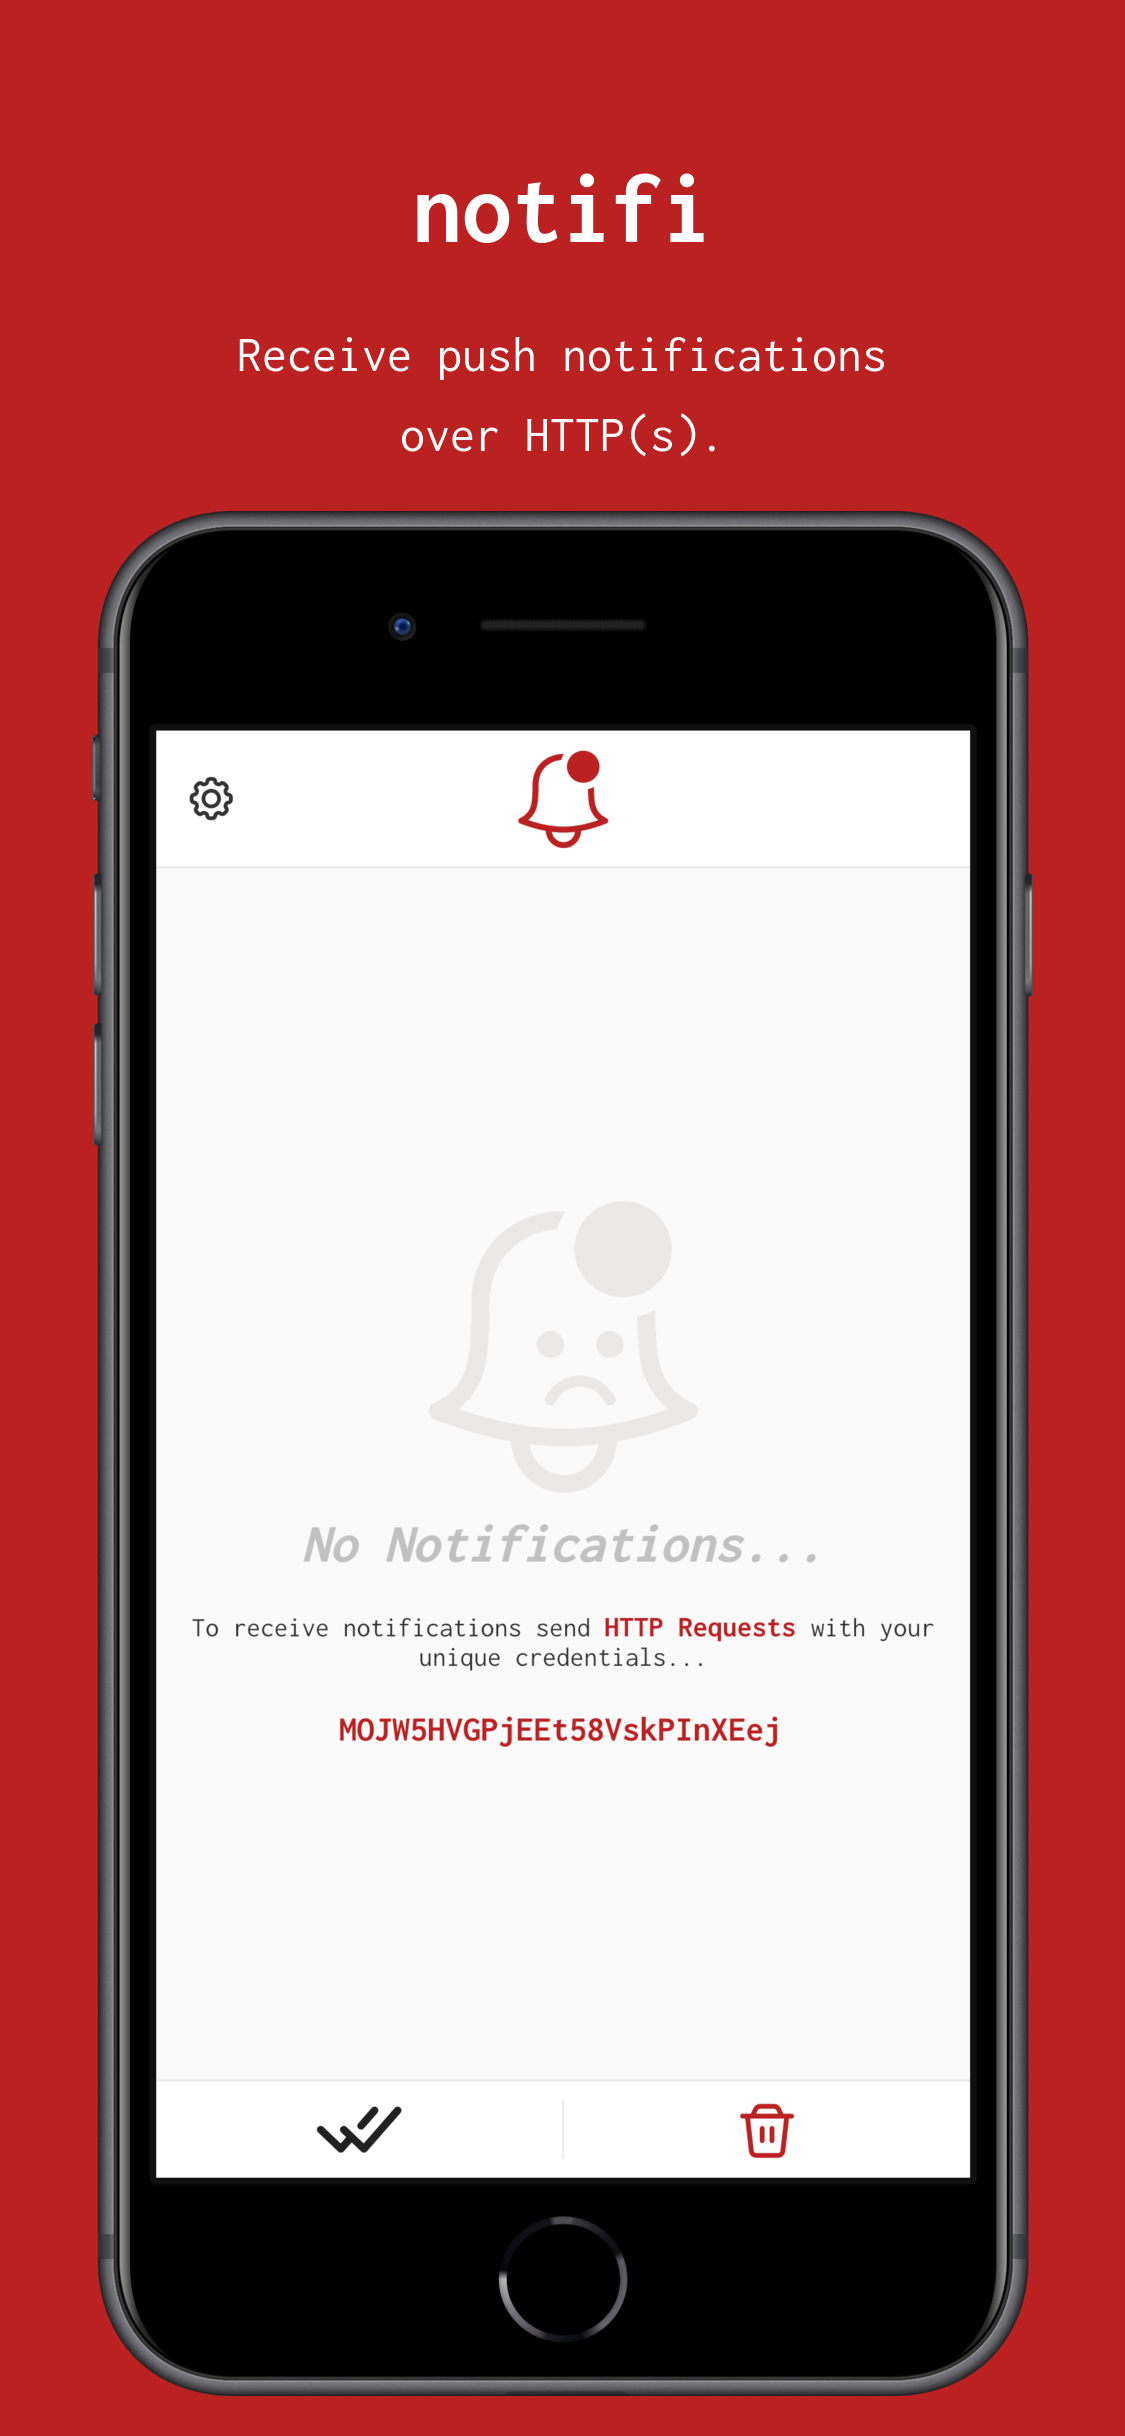 notifi
Receive push notifications
over HTTP(s).
No Notifications...
To receive notifications send HTTP Requests with your
unique credentials...
MOJW5HVGPjEEt58VskPInXEej